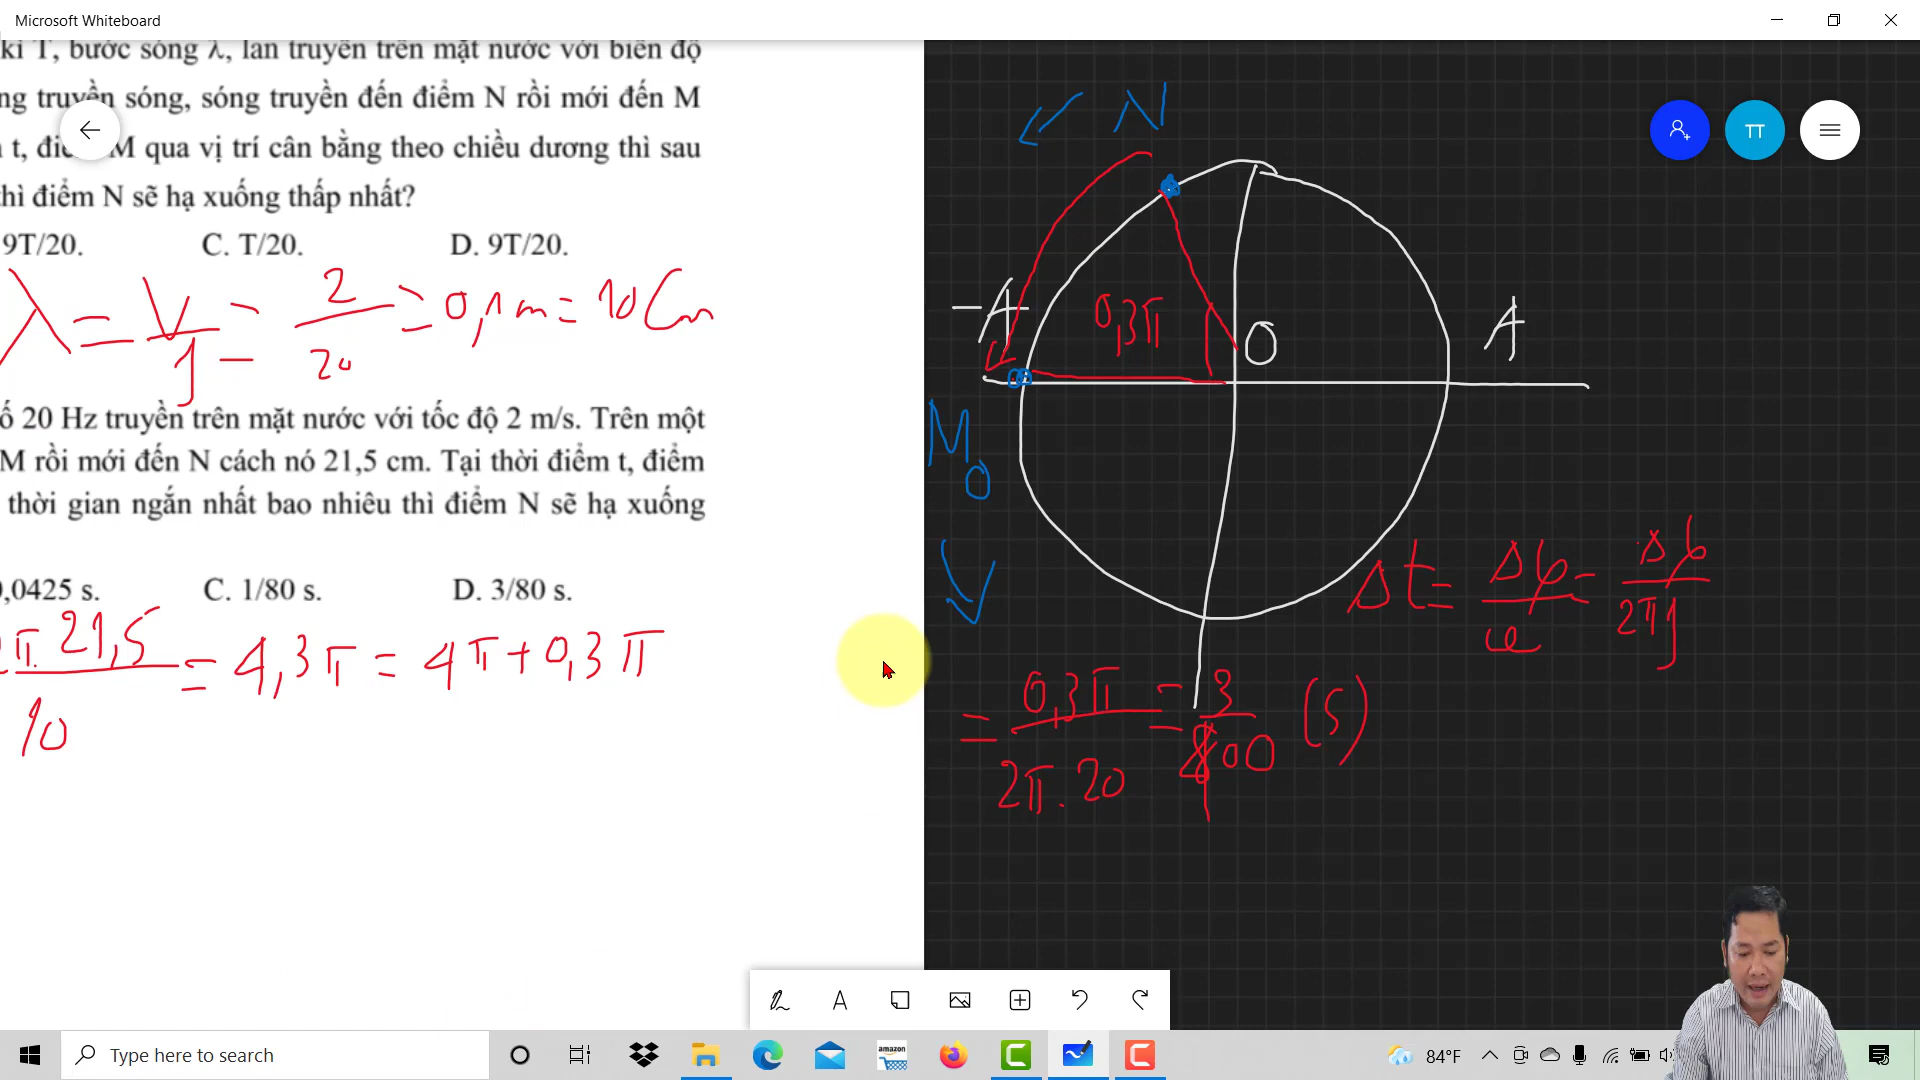 Microsoft Whiteboard
kì T, bước sóng λ, lan truyền trên mặt nước với biên độ
ng truyền sóng, sóng truyền đến điểm N rồi mới đến M
t, M qua vị trí cân bằng theo chiều dương thì sau
hì điểm N sẽ hạ xuống thấp nhất?
9T/20. C. T/20. D. 9T/20.
λ = V/f = 2/20 = 0,1 m = 10 Cm
ố 20 Hz truyền trên mặt nước với tốc độ 2 m/s. Trên một
M rồi mới đến N cách nó 21,5 cm. Tại thời điểm t, điểm
thời gian ngắn nhất bao nhiêu thì điểm N sẽ hạ xuống
,0425 s. C. 1/80 s. D. 3/80 s.
2π.21,5/10 = 4,3π = 4π + 0,3π
N
-A
0,3π
O
A
M
0
V
Δt = Δφ/ω = Δφ/2πf
= 0,3π/2π.20 = 3/400 (s)
TT
A
Type here to search
amazon
84°F